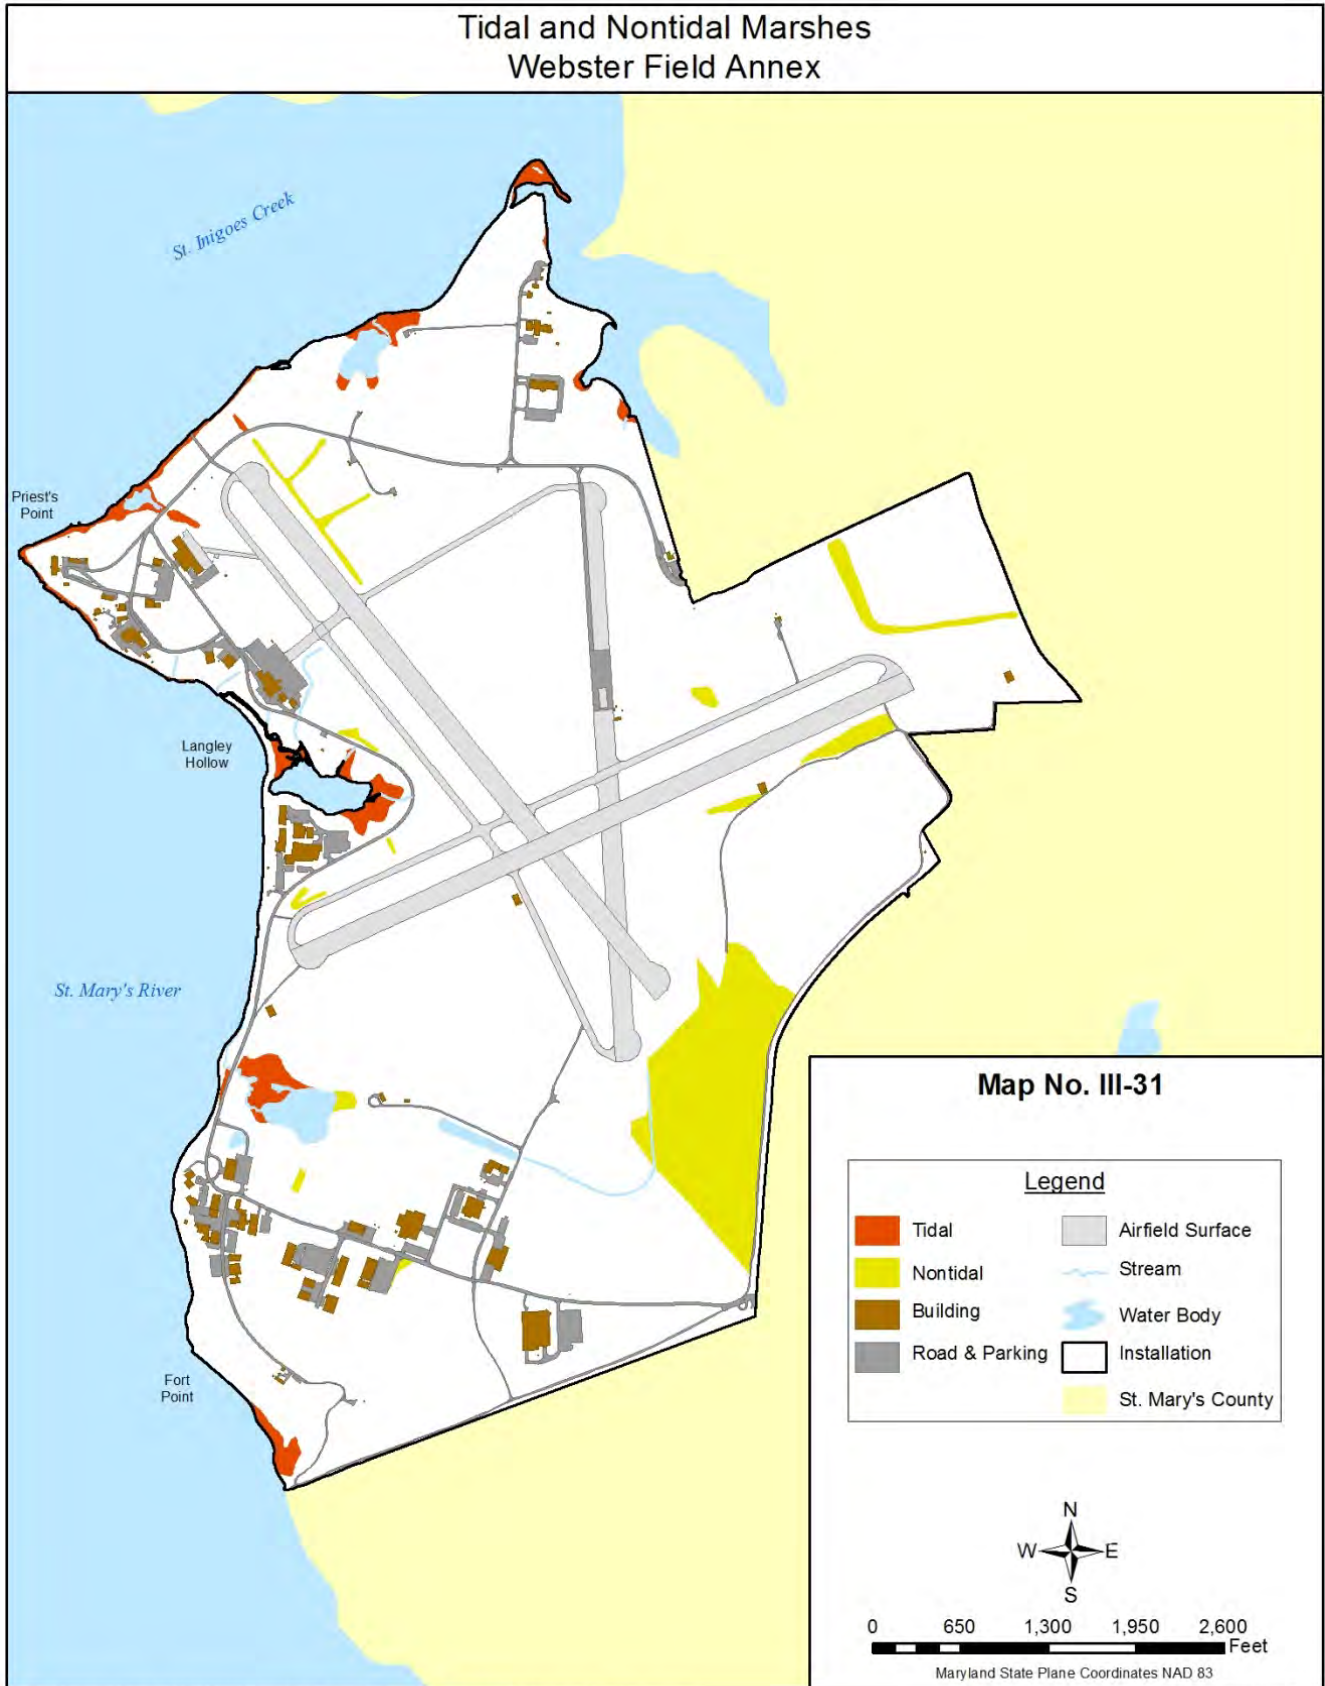 Tidal and Nontidal Marshes
Webster Field Annex
St. Inigoes Creek
Priest's
Point
Langley
Hollow
St. Mary's River
Fort
Point
Map No. III-31
Legend
Tidal
Nontidal
Building
Road & Parking
Airfield Surface
Stream
Water Body
Installation
St. Mary's County
N
W E
S
0 650 1,300 1,950 2,600
Feet
Maryland State Plane Coordinates NAD 83